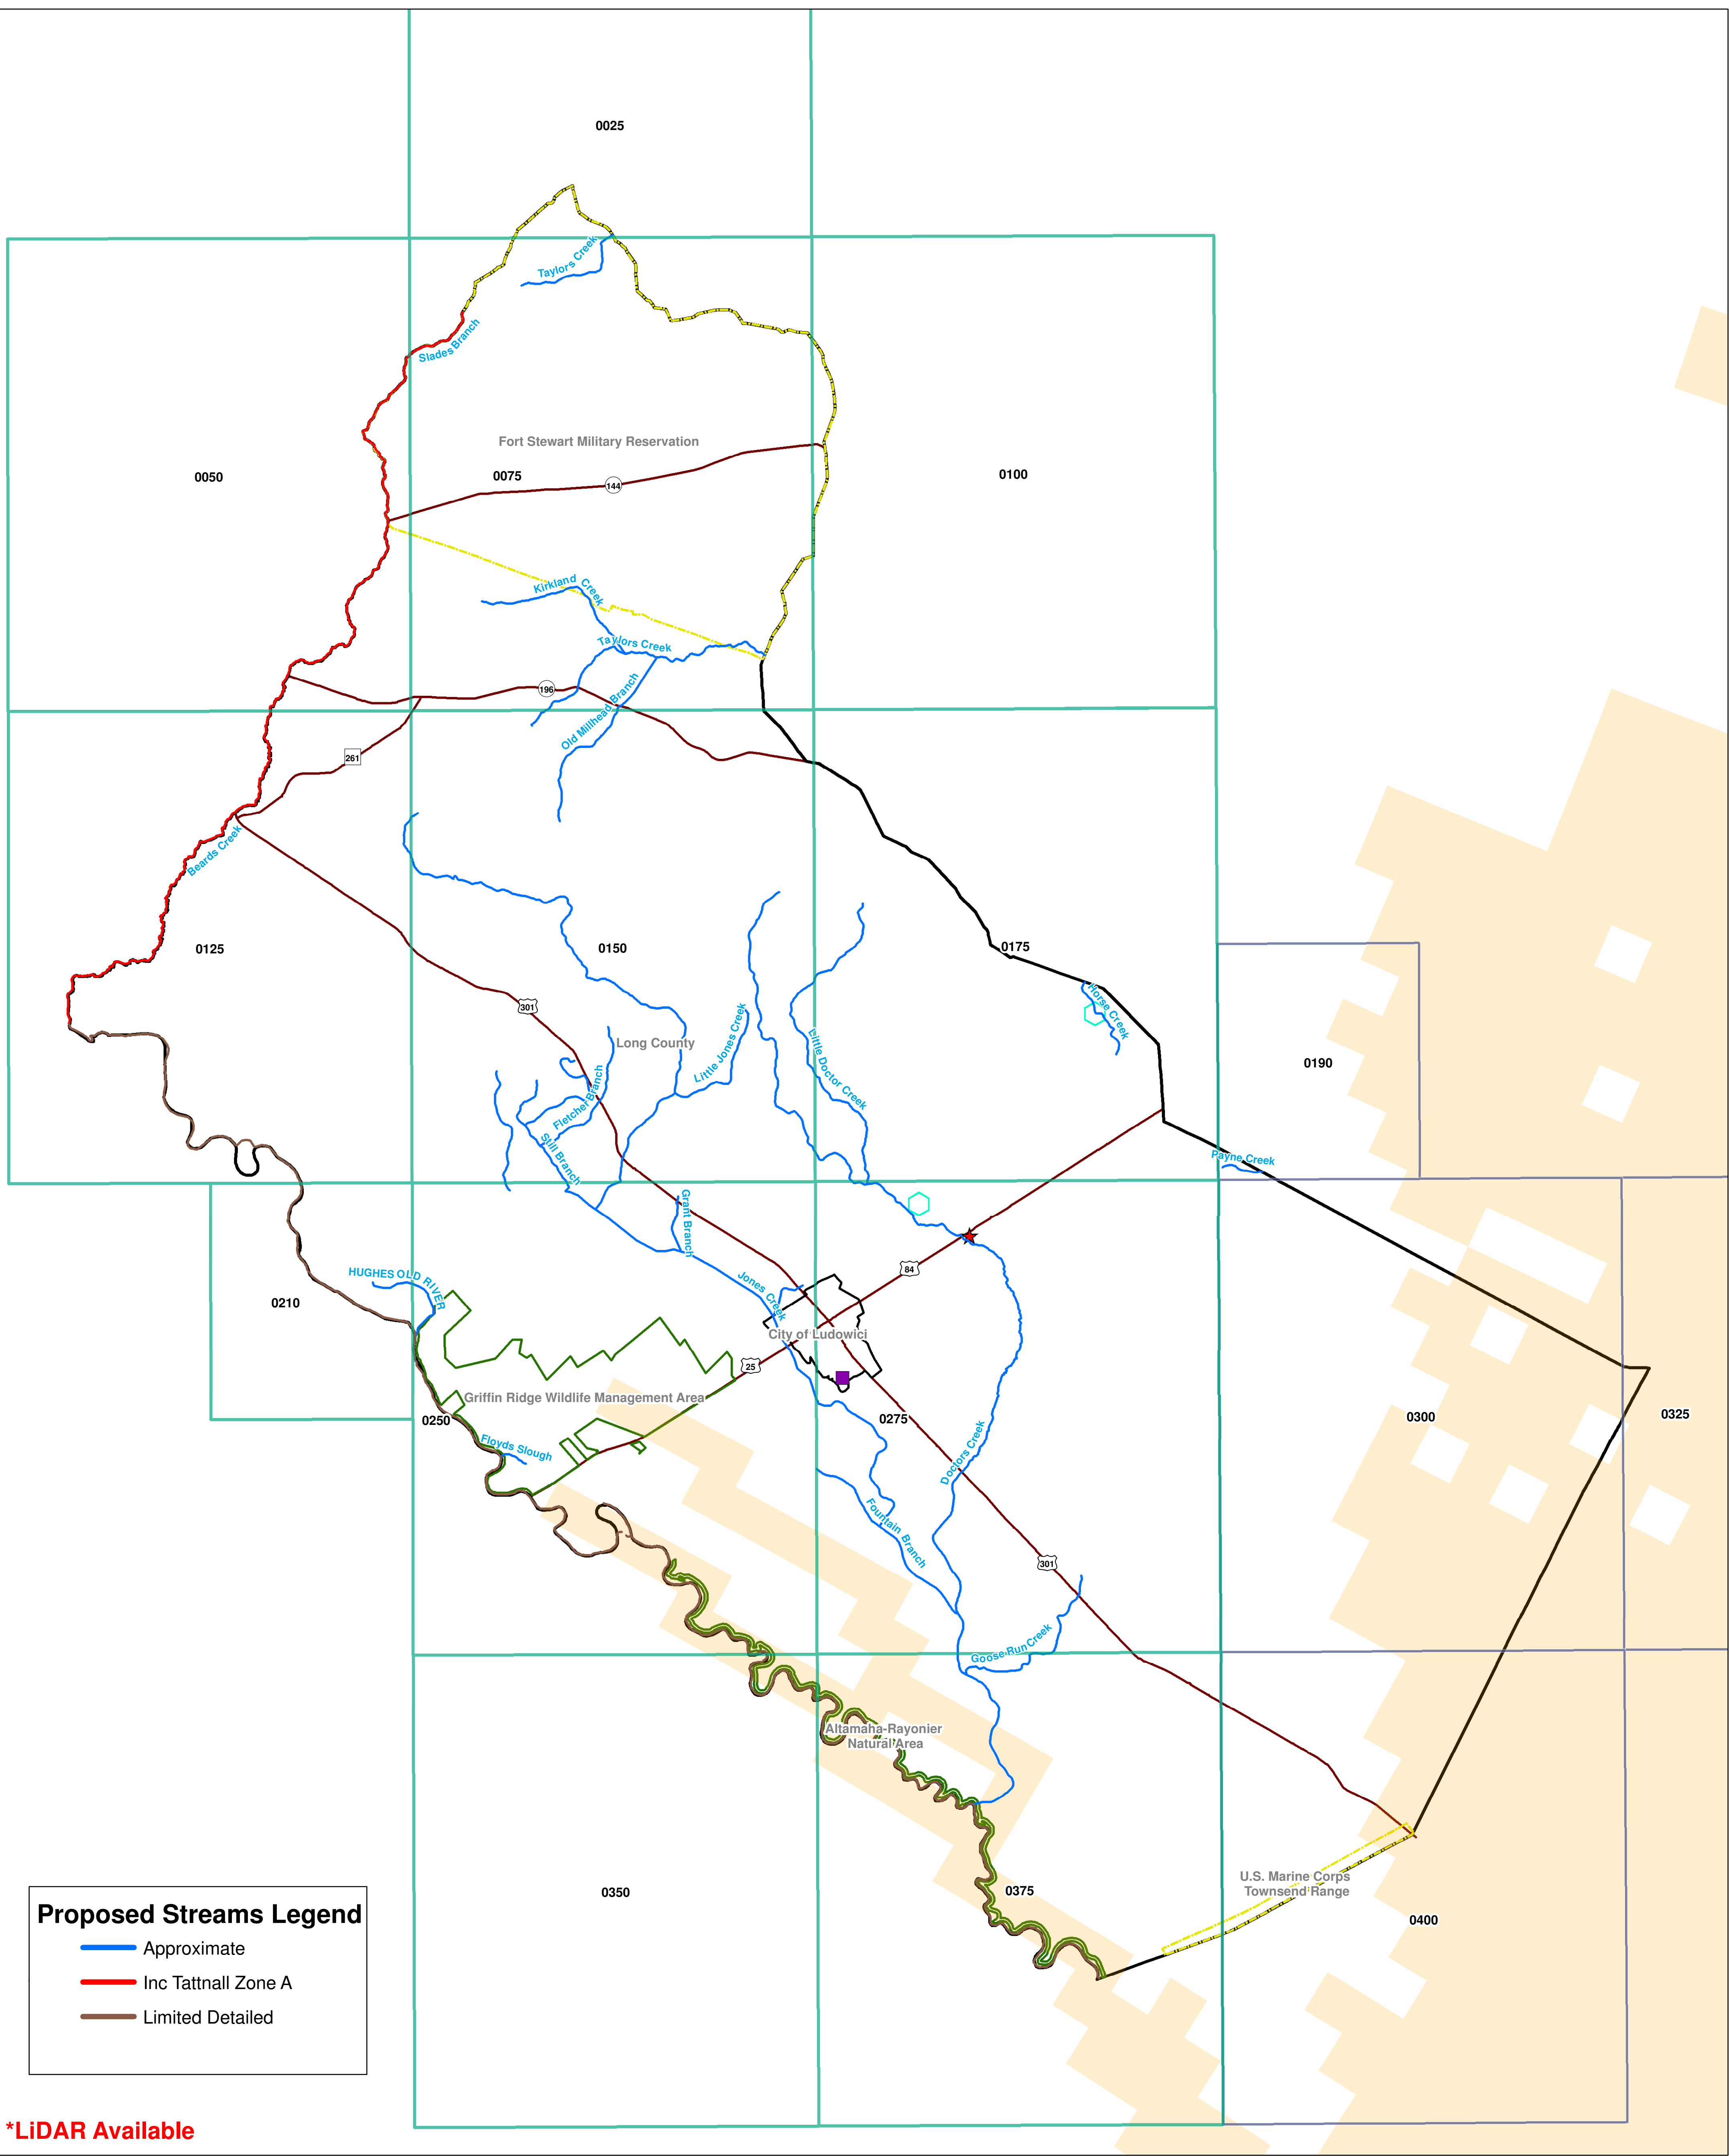 0025
Taylors Creek
Slades Branch
Fort Stewart Military Reservation
0050
0075
144
0100
Kirkland Creek
Taylors Creek
196
Old Millhead Branch
261
Beards Creek
0125
0150
0175
301
Horse Creek
Long County
Little Jones Creek
Little Doctor Creek
0190
Fletcher Branch
Still Branch
Payne Creek
Grant Branch
84
HUGHES OLD RIVER
Jones Creek
0210
City of Ludowici
25
Griffin Ridge Wildlife Management Area
0250
0275
0300
0325
Floyds Slough
Doctors Creek
Fountain Branch
301
Goose Run Creek
Altamaha-Rayonier
Natural Area
U.S. Marine Corps
Townsend Range
0350
0375
0400
Proposed Streams Legend
Approximate
Inc Tattnall Zone A
Limited Detailed
*LiDAR Available